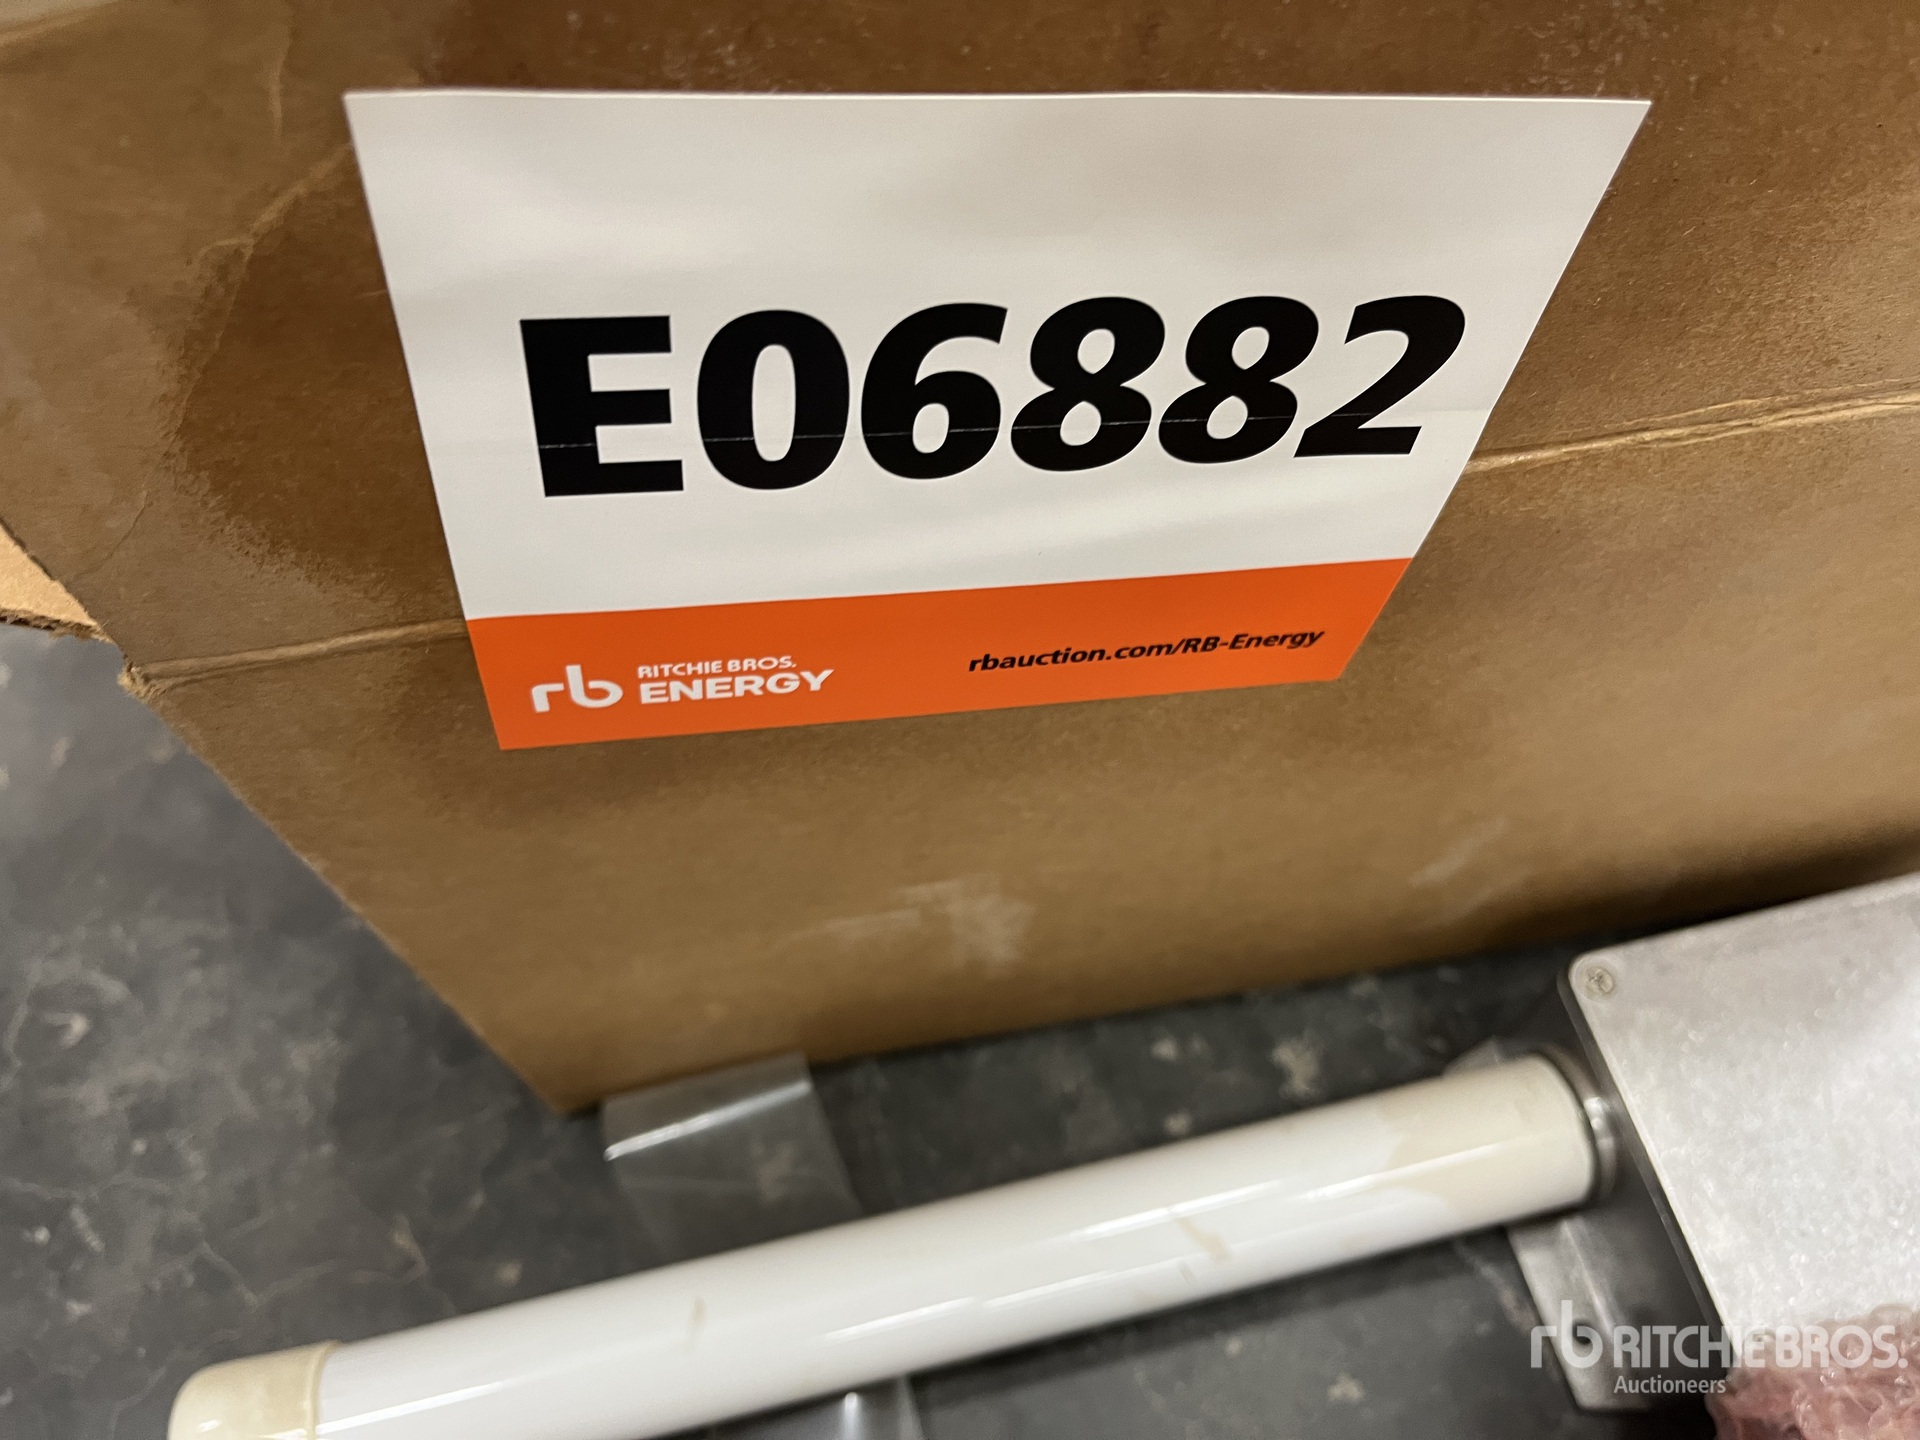 E06882
rb RITCHIE BROS.
ENERGY
rbauction.com/RB-Energy
rb RITCHIE BROS.
Auctioneers